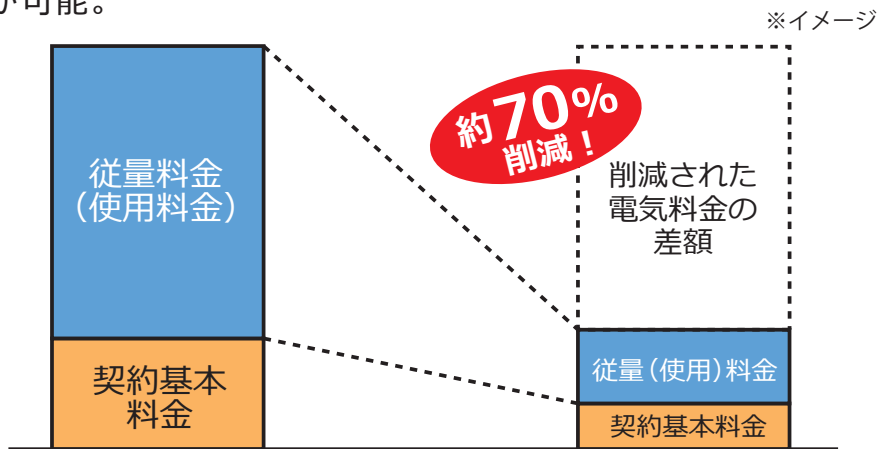 が可能。
※イメージ
約70%
削減！
従量料金
（使用料金）
削減された
電気料金の
差額
契約基本
料金
従量（使用）料金
契約基本料金